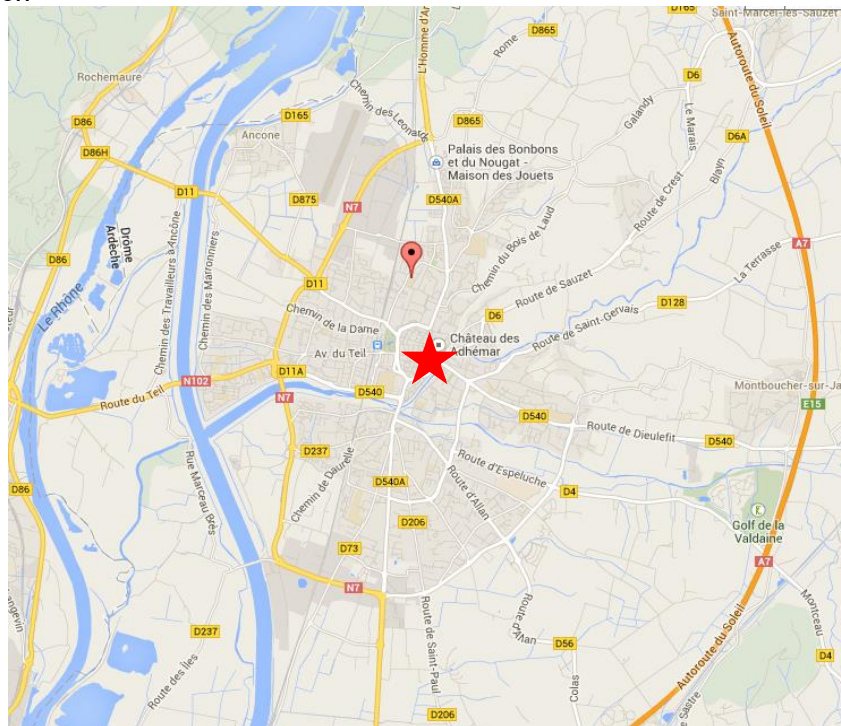 Saint-Marcel-lès-Sauzet
D165
D865
Rome
L'Homme d'Ar
Autoroute du Soleil
Rochemaure
D6
Chemin des Leonards
Le Marais
Galandy
D86
D165
D865
D6A
Ancone
D86H
Palais des Bonbons
et du Nougat -
Maison des Jouets
Blayn
D11
D875
N7
D540A
Route de Crest
Chemin du Bois de Laud
Drôme
Ardèche
A7
D86
La Terrasse
Le Rhône
Chemin des Travailleurs à Ancône
Chemin des Marronniers
D11
Route de Sauzet
D128
Chemin de la Dame
D6
Route de Saint-Gervais
Château des
Adhémar
Av. du Teil
D11A
N102
D540
Montboucher-sur-Ja
Route du Teil
N7
E15
D540
Route de Dieulefit
D540
D237
Rue Marceau Brès
Chemin de Daurelle
Route d'Espeluche
D540A
Route d'Allan
D4
D86
Golf de la
Valdaine
D206
D73
A7
N7
Route d'Allan
Montceau
angevin
D237
Route de Saint-Paul
D56
D4
Route des Îles
Colas
Autoroute du Soleil
D206